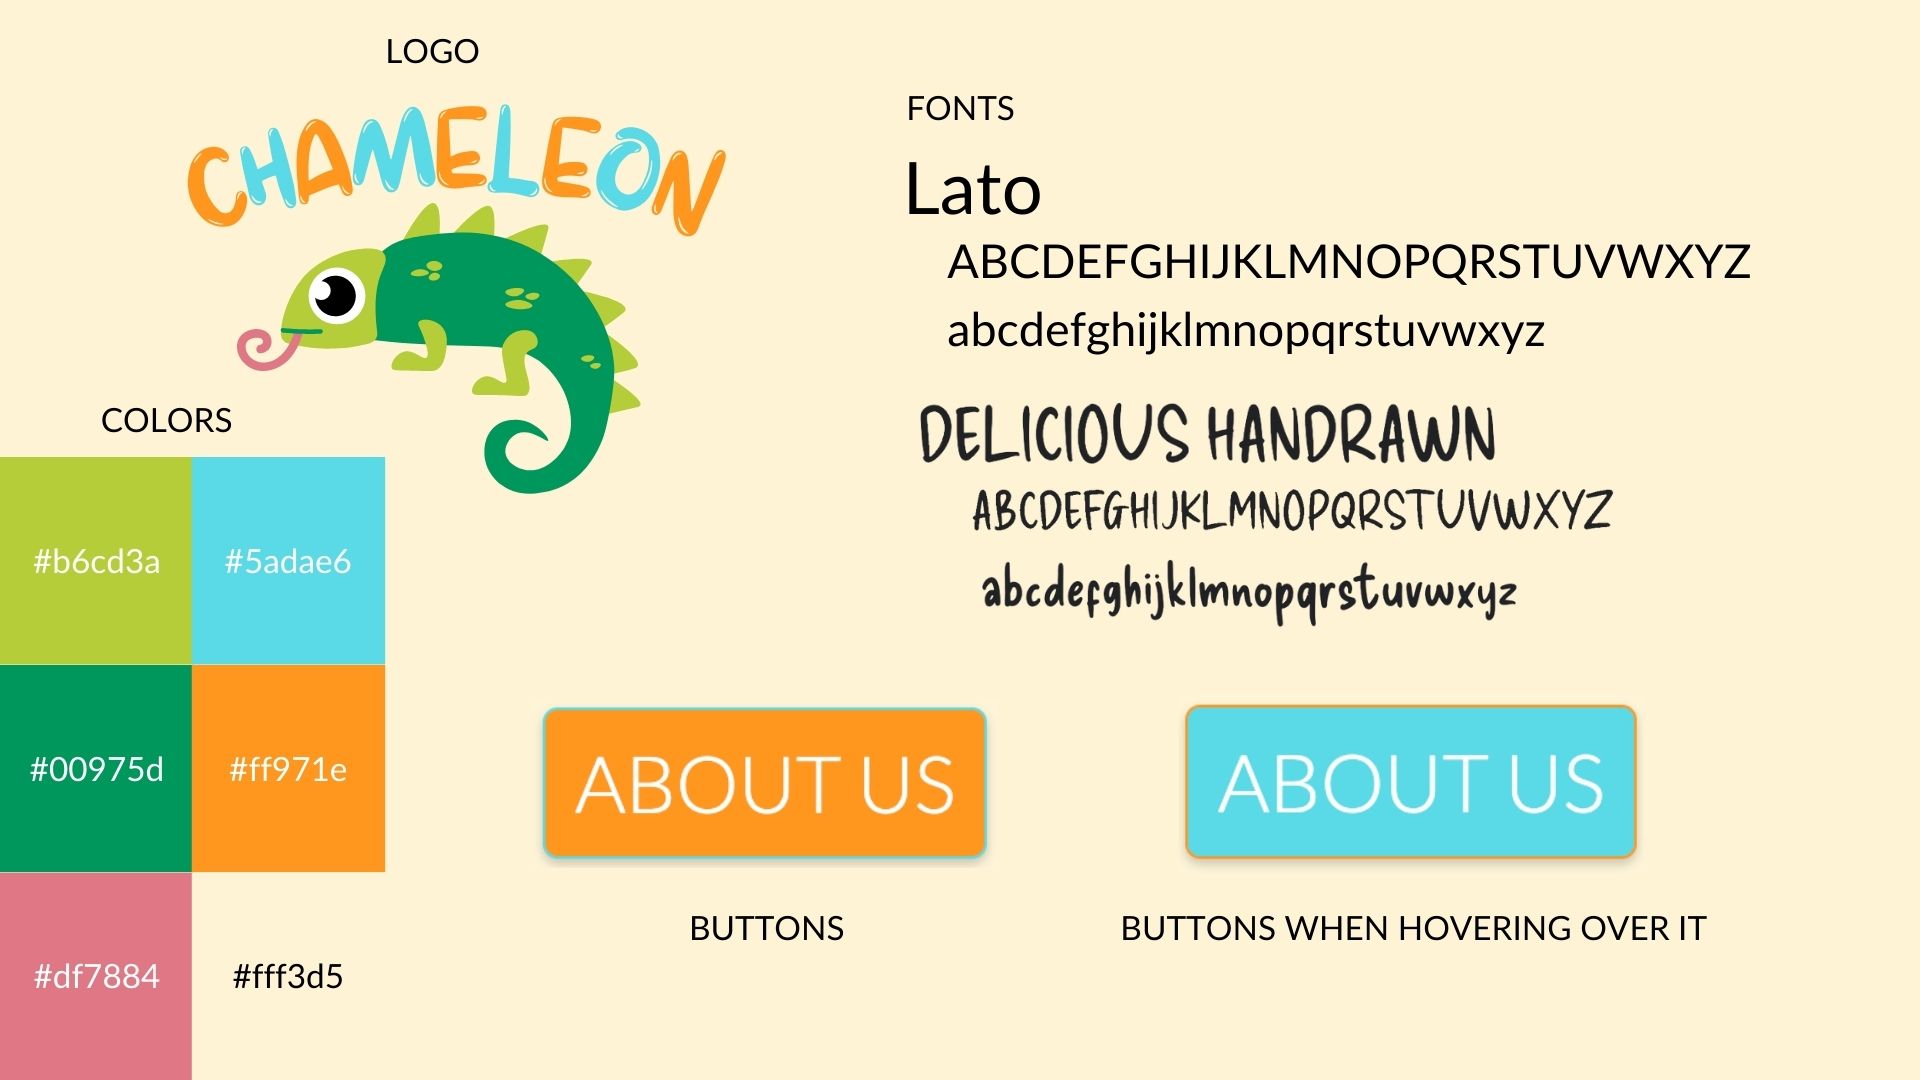 LOGO
CHAMELEON
FONTS
Lato
ABCDEFGHIJKLMNOPQRSTUVWXYZ
abcdefghijklmnopqrstuvwxyz
DELICIOUS HANDRAWN
ABCDEFGHIJKLMNOPQRSTUVWXYZ
abcdefghijklmnopqrstuvwxyz
COLORS
#b6cd3a
#5adae6
#00975d
#ff971e
#df7884
#fff3d5
ABOUT US
BUTTONS
ABOUT US
BUTTONS WHEN HOVERING OVER IT